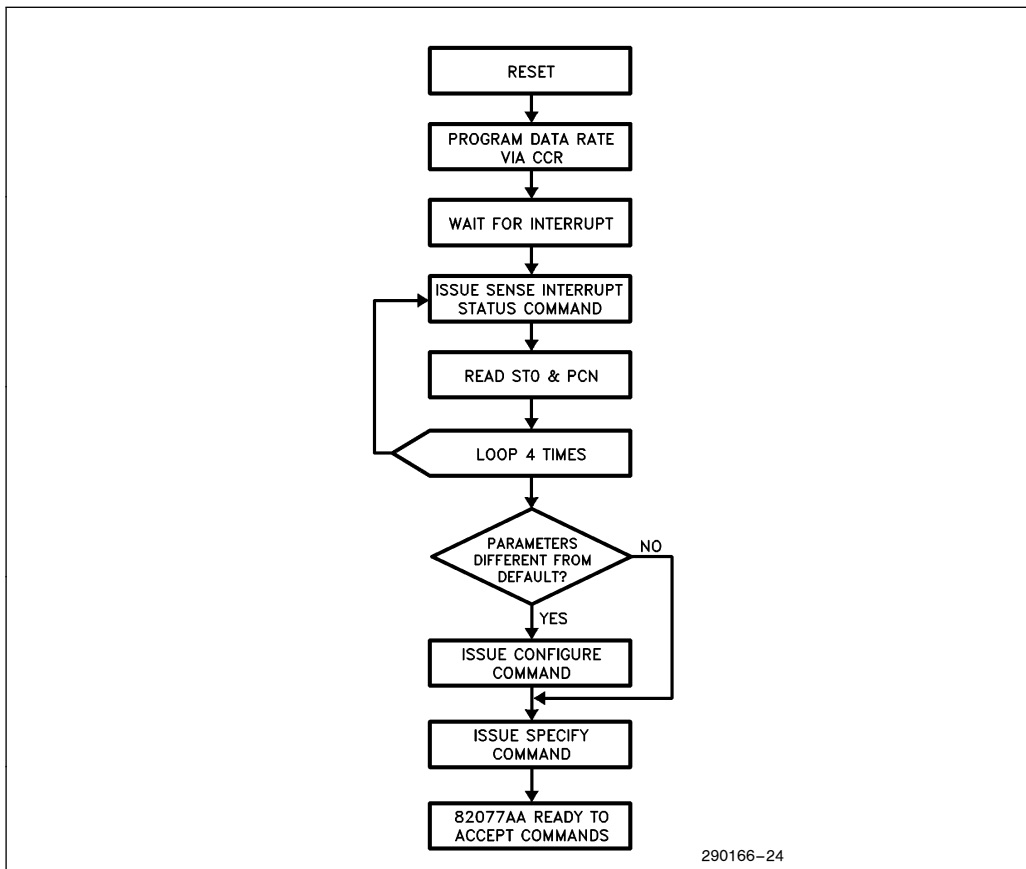 RESET
PROGRAM DATA RATE
VIA CCR
WAIT FOR INTERRUPT
ISSUE SENSE INTERRUPT
STATUS COMMAND
READ ST0 & PCN
LOOP 4 TIMES
PARAMETERS
DIFFERENT FROM
DEFAULT?
NO
YES
ISSUE CONFIGURE
COMMAND
ISSUE SPECIFY
COMMAND
82077AA READY TO
ACCEPT COMMANDS
290166–24